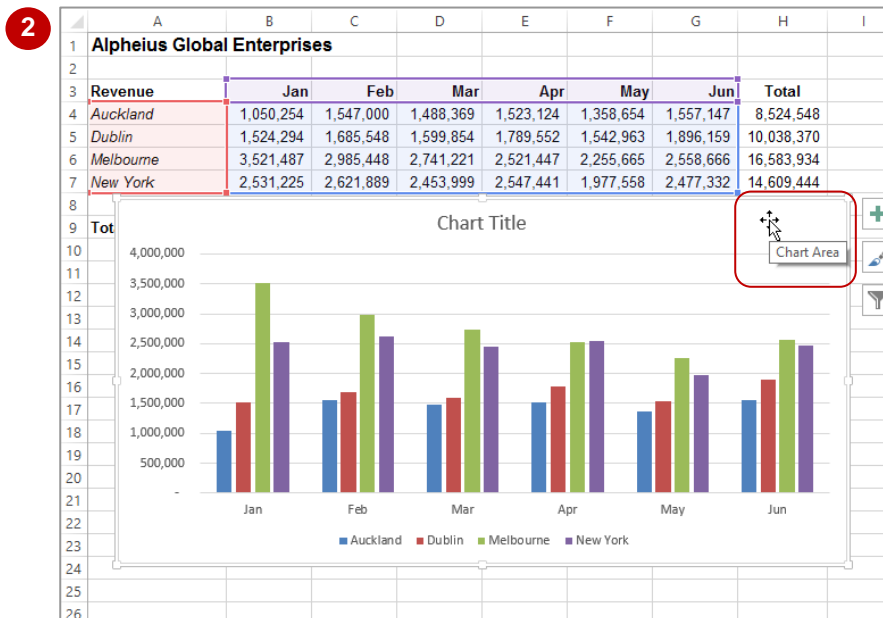 2
A B C D E F G H I
1 Alpheius Global Enterprises
2
3 Revenue Jan Feb Mar Apr May Jun Total
4 Auckland 1,050,254 1,547,000 1,488,369 1,523,124 1,358,654 1,557,147 8,524,548
5 Dublin 1,524,294 1,685,548 1,599,854 1,789,552 1,542,963 1,896,159 10,038,370
6 Melbourne 3,521,487 2,985,448 2,741,221 2,521,447 2,255,665 2,558,666 16,583,934
7 New York 2,531,225 2,621,889 2,453,999 2,547,441 1,977,558 2,477,332 14,609,444
8
9 Tot
10
11
12
13
14
15
16
17
18
19
20
21
22
23
24
25
26
Chart Title
Chart Area
4,000,000
3,500,000
3,000,000
2,500,000
2,000,000
1,500,000
1,000,000
500,000
-
Jan Feb Mar Apr May Jun
Auckland Dublin Melbourne New York